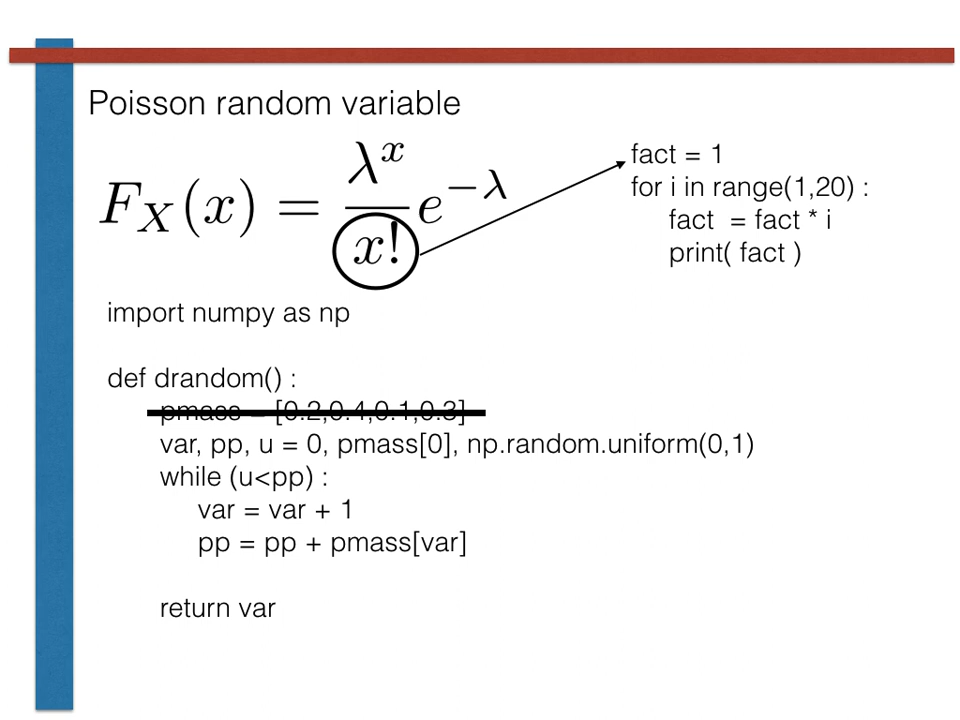 Poisson random variable
F_X(x) = \frac{λ^x}{x!} e^{-λ}
fact = 1
for i in range(1,20) :
fact = fact * i
print( fact )
import numpy as np
def drandom() :
pmass = [0.2,0.4,0.1,0.3]
var, pp, u = 0, pmass[0], np.random.uniform(0,1)
while (u<pp) :
var = var + 1
pp = pp + pmass[var]
return var